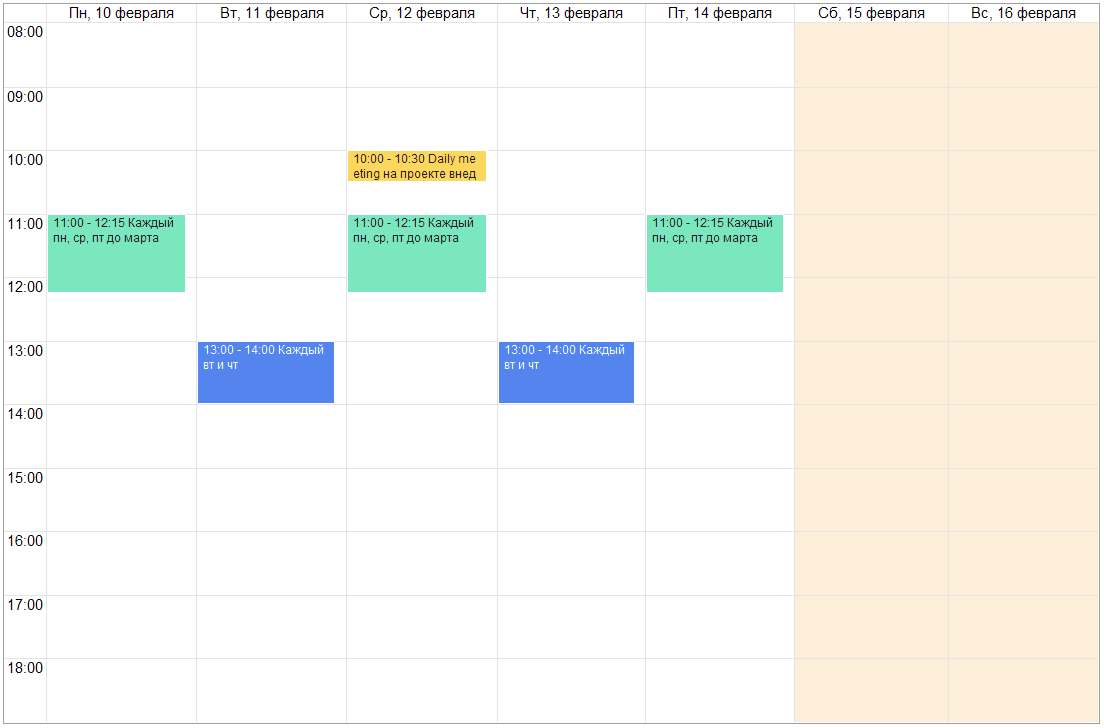 Пн, 10 февраля
Вт, 11 февраля
Ср, 12 февраля
Чт, 13 февраля
Пт, 14 февраля
Сб, 15 февраля
Вс, 16 февраля
08:00
09:00
10:00
10:00 - 10:30 Daily me
eting на проекте внед
11:00
11:00 - 12:15 Каждый
пн, ср, пт до марта
11:00 - 12:15 Каждый
пн, ср, пт до марта
11:00 - 12:15 Каждый
пн, ср, пт до марта
12:00
13:00
13:00 - 14:00 Каждый
вт и чт
13:00 - 14:00 Каждый
вт и чт
14:00
15:00
16:00
17:00
18:00